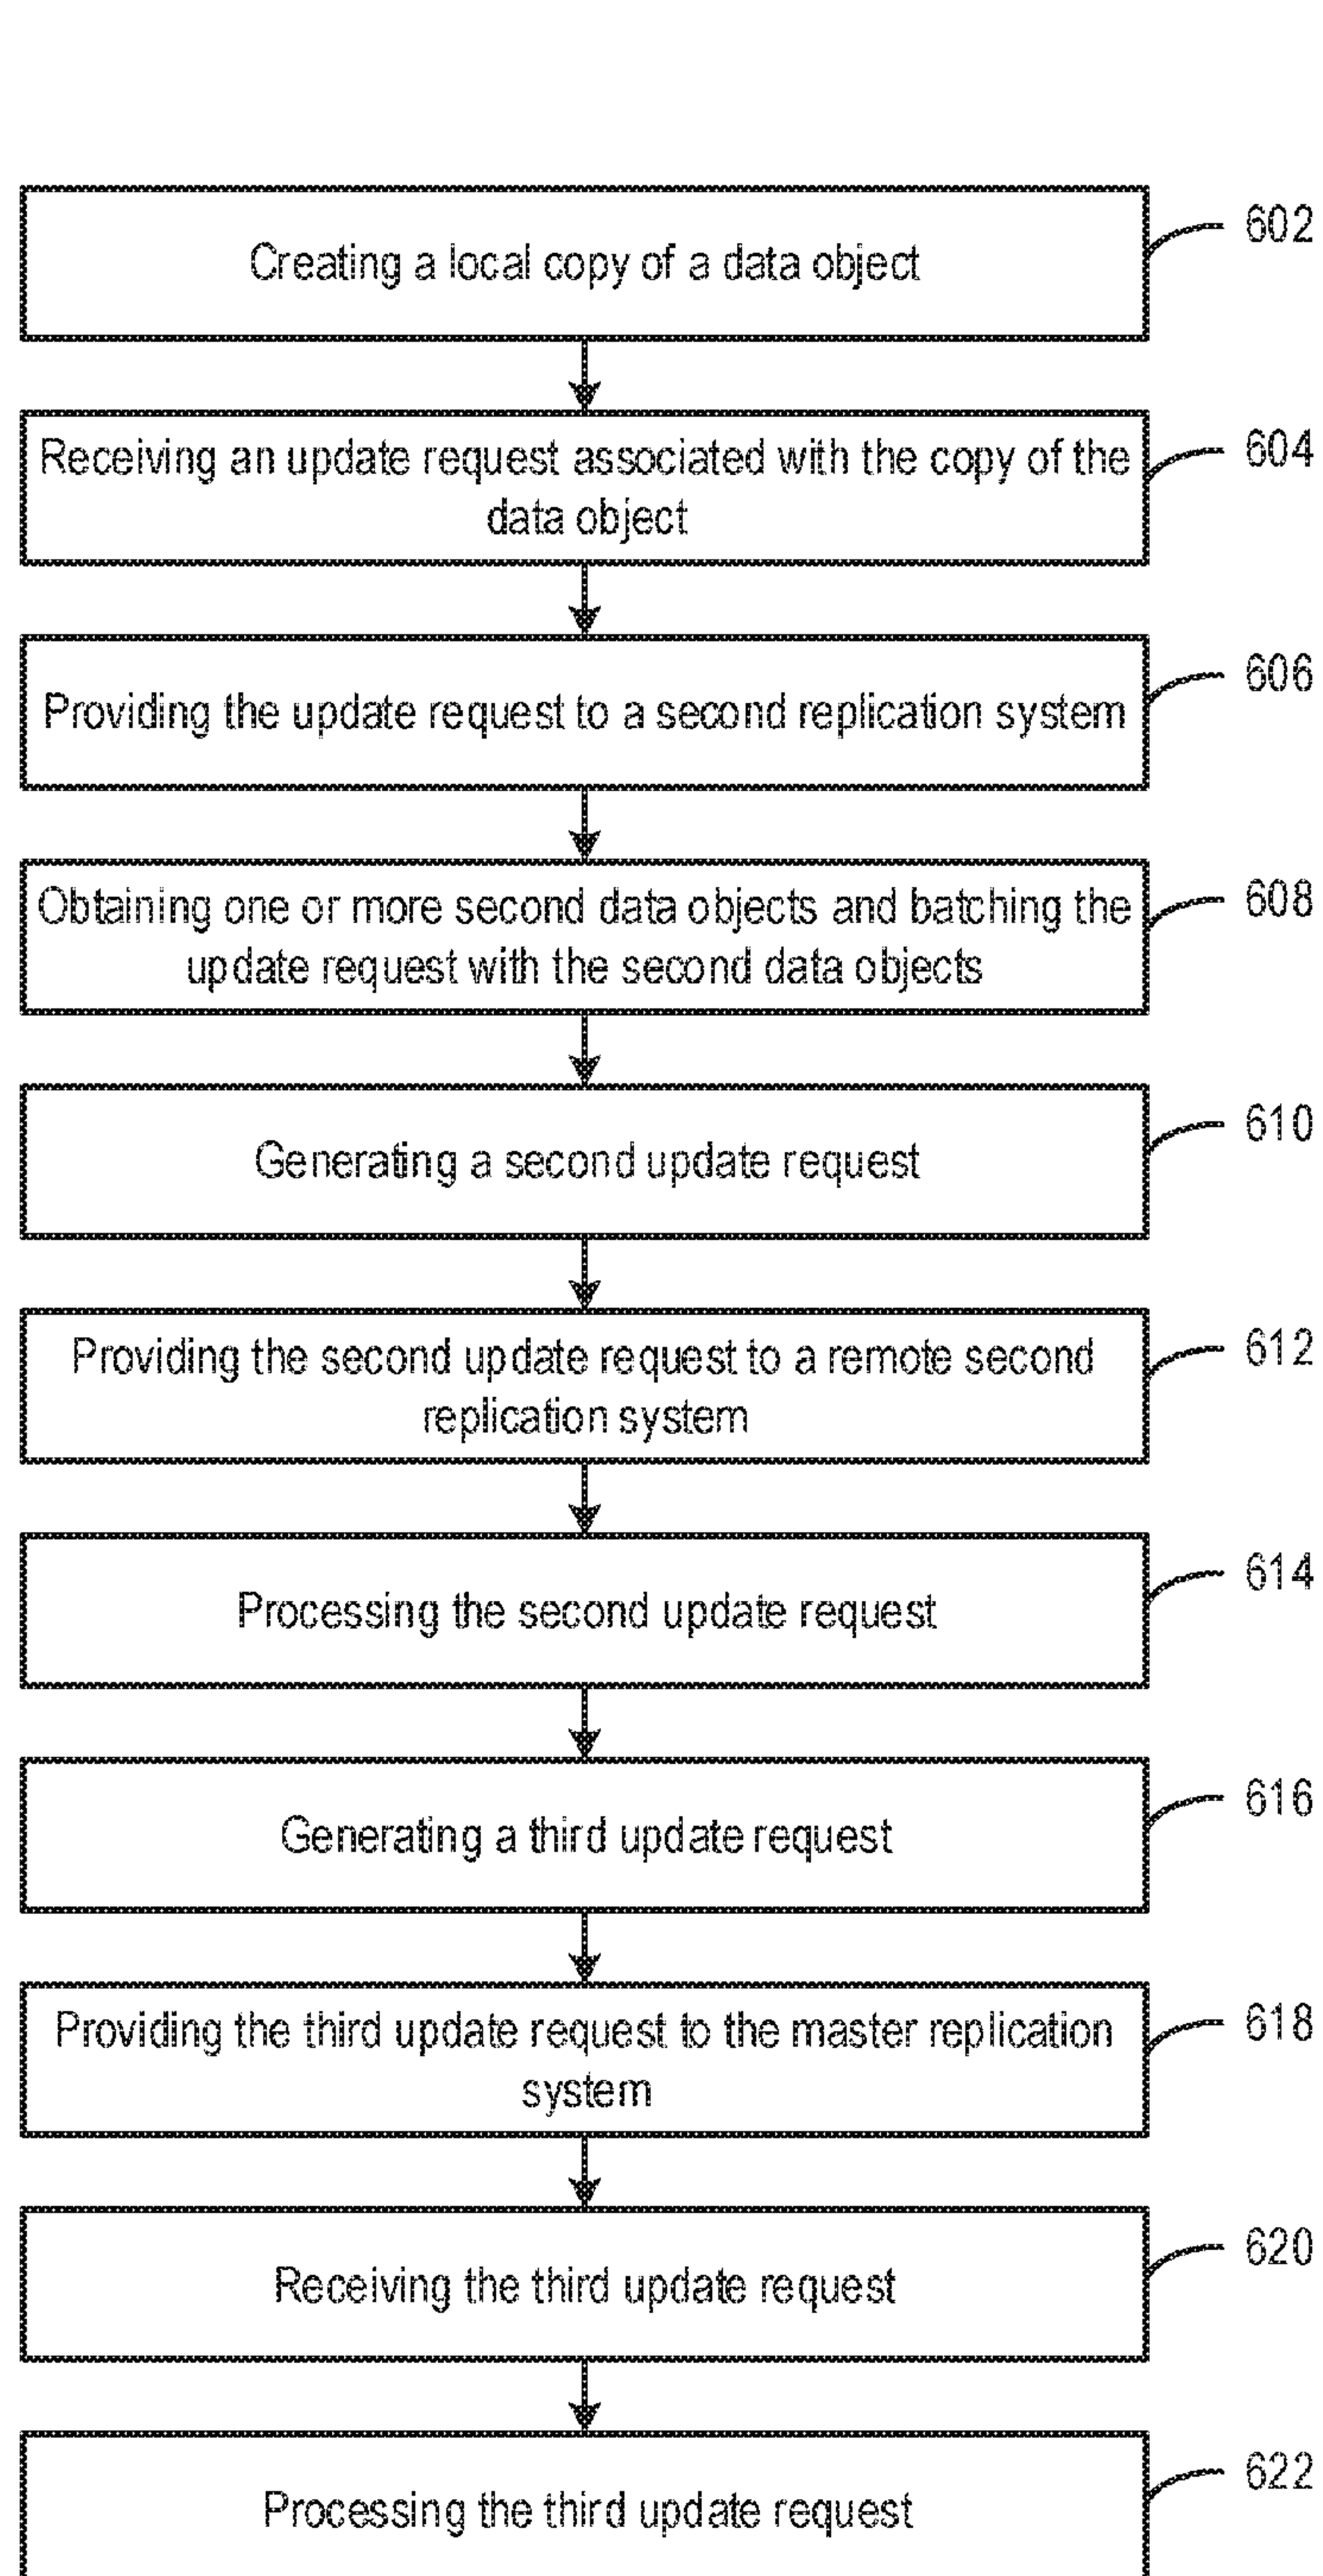 Creating a local copy of a data object
602
Receiving an update request associated with the copy of the
data object
604
Providing the update request to a second replication system
606
Obtaining one or more second data objects and batching the
update request with the second data objects
608
Generating a second update request
610
Providing the second update request to a remote second
replication system
612
Processing the second update request
614
Generating a third update request
616
Providing the third update request to the master replication
system
618
Receiving the third update request
620
Processing the third update request
622